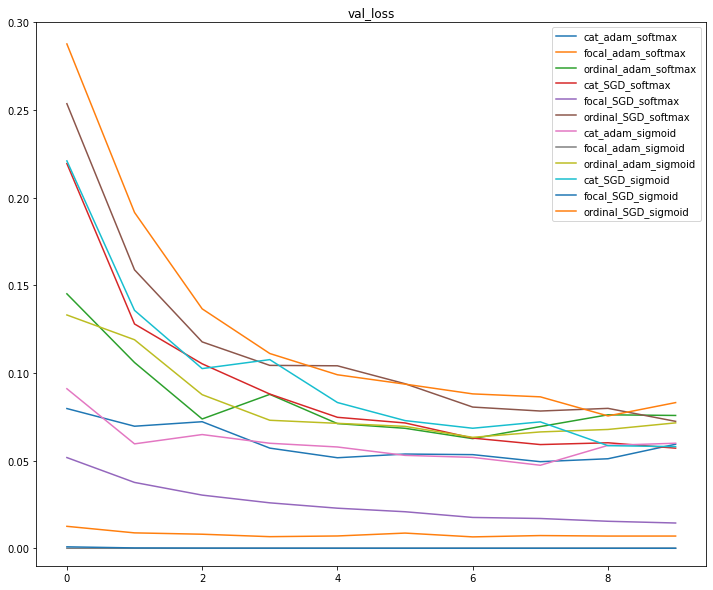 val_loss
0.30
0.25
0.20
0.15
0.10
0.05
0.00
0 2 4 6 8
cat_adam_softmax
focal_adam_softmax
ordinal_adam_softmax
cat_SGD_softmax
focal_SGD_softmax
ordinal_SGD_softmax
cat_adam_sigmoid
focal_adam_sigmoid
ordinal_adam_sigmoid
cat_SGD_sigmoid
focal_SGD_sigmoid
ordinal_SGD_sigmoid